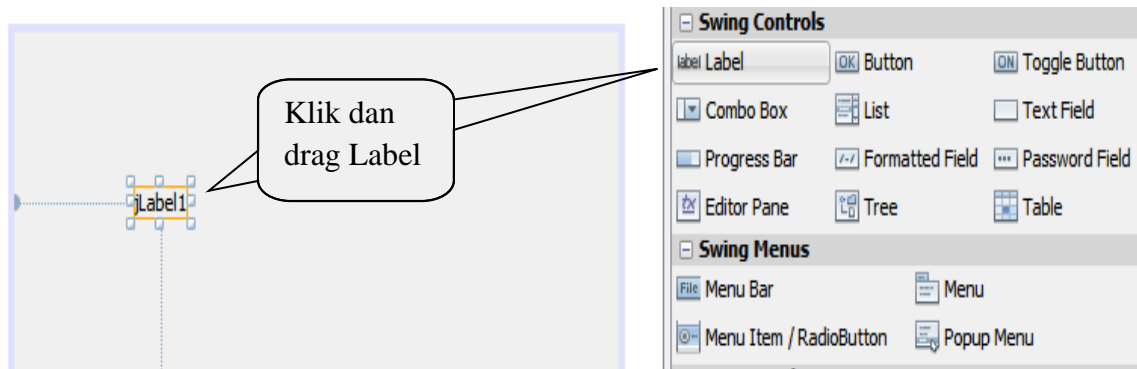 Klik dan
drag Label
jLabel1
Swing Controls
label Label
OK Button
ON Toggle Button
Combo Box
List
Text Field
Progress Bar
Formatted Field
Password Field
Editor Pane
Tree
Table
Swing Menus
File Menu Bar
Menu
Menu Item / RadioButton
Popup Menu